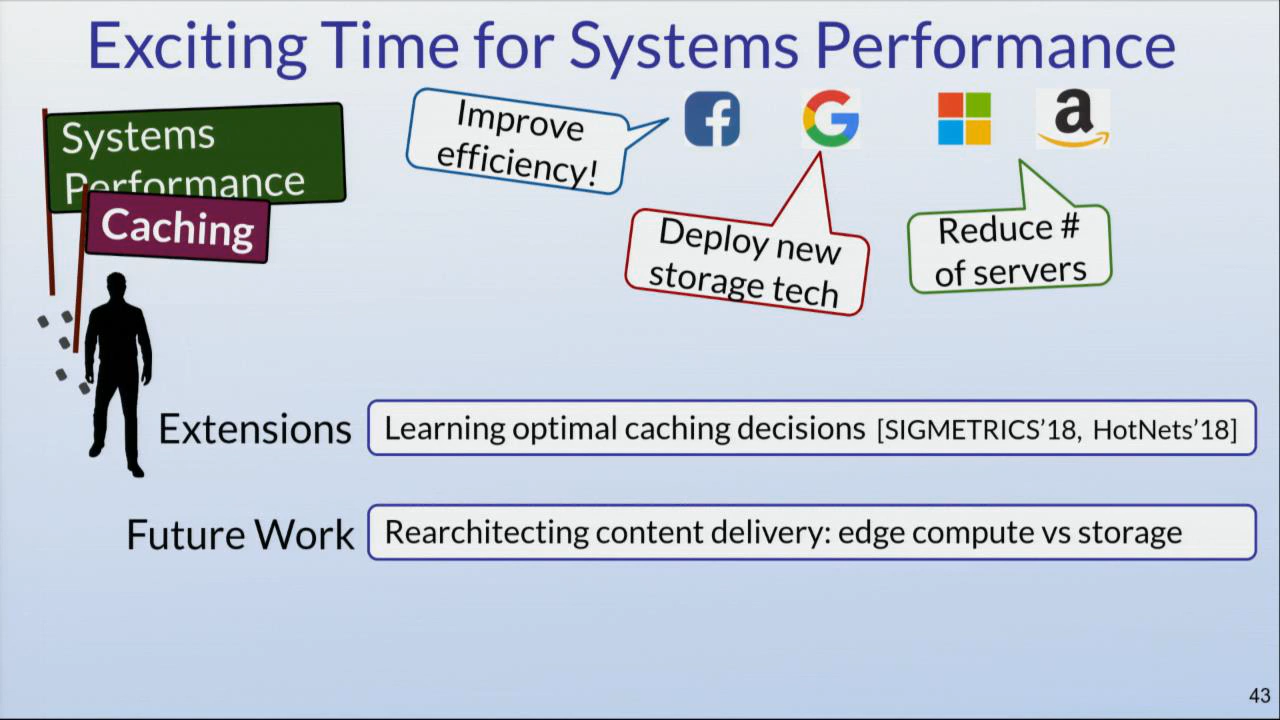 Exciting Time for Systems Performance
Systems
Performance
Caching
Improve
efficiency!
Deploy new
storage tech
Reduce #
of servers
Extensions
Learning optimal caching decisions [SIGMETRICS’18, HotNets’18]
Future Work
Rearchitecting content delivery: edge compute vs storage
43